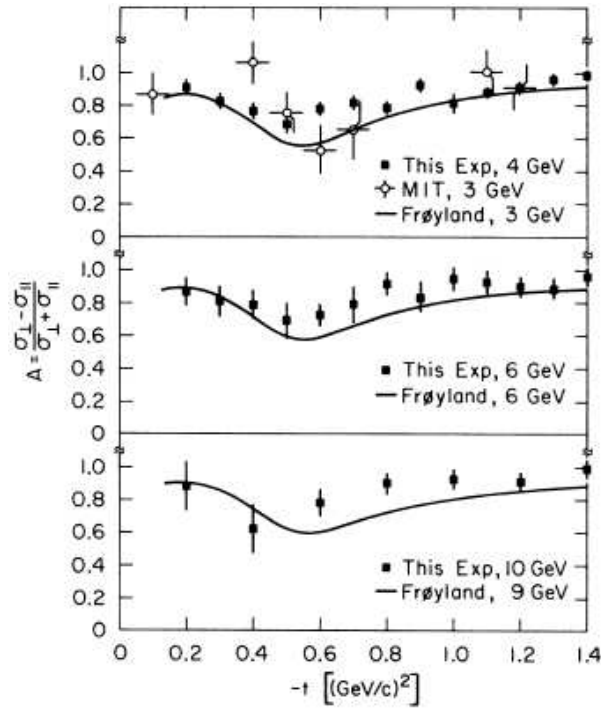 1.0
0.8
0.6
0.4
0.2
0
This Exp, 4 GeV
MIT, 3 GeV
Frøyland, 3 GeV
1.0
0.8
0.6
0.4
0.2
0
This Exp, 6 GeV
Frøyland, 6 GeV
1.0
0.8
0.6
0.4
0.2
0
This Exp, 10 GeV
Frøyland, 9 GeV
A = σ⊥ − σ∥ / σ⊥ + σ∥
0 0.2 0.4 0.6 0.8 1.0 1.2 1.4
-t [(GeV/c)²]